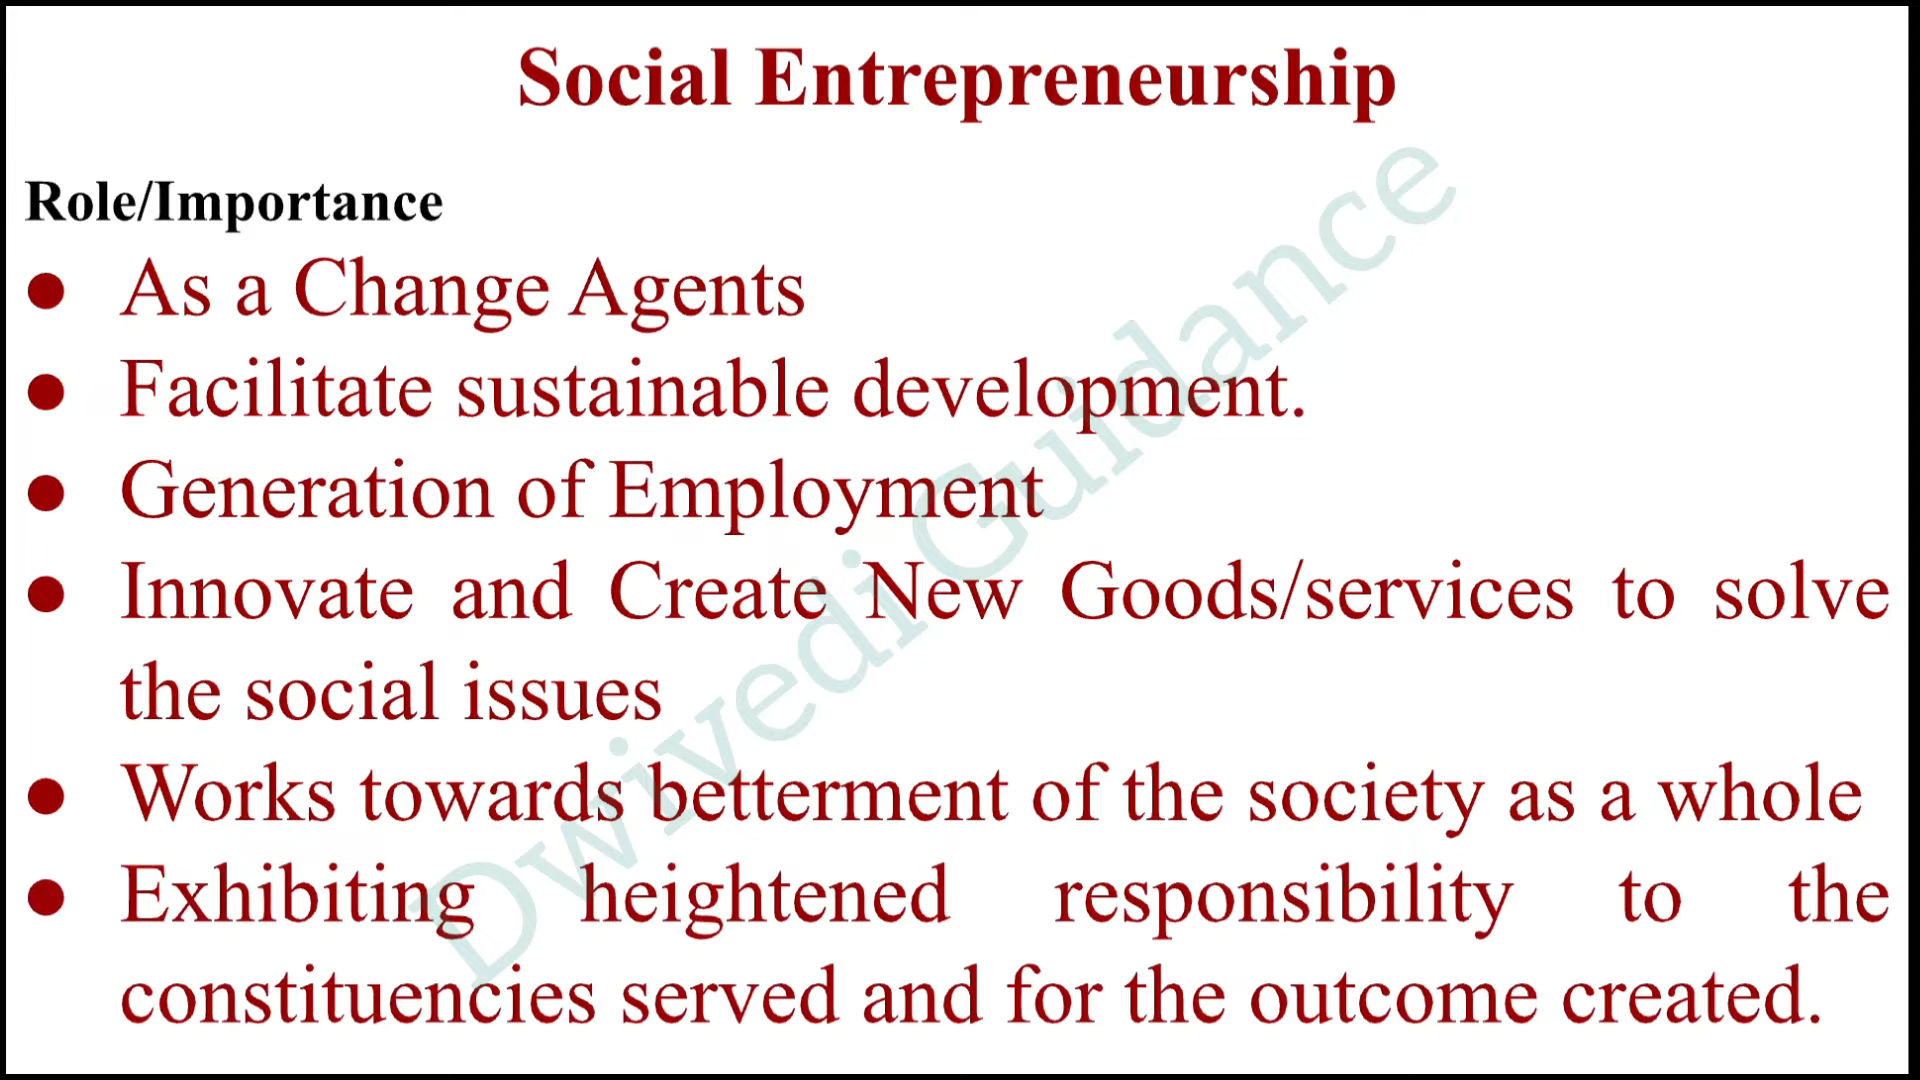 Social Entrepreneurship
Role/Importance
● As a Change Agents
● Facilitate sustainable development.
● Generation of Employment
● Innovate and Create New Goods/services to solve
the social issues
● Works towards betterment of the society as a whole
● Exhibiting heightened responsibility to the
constituencies served and for the outcome created.
Dwivedi Guidance